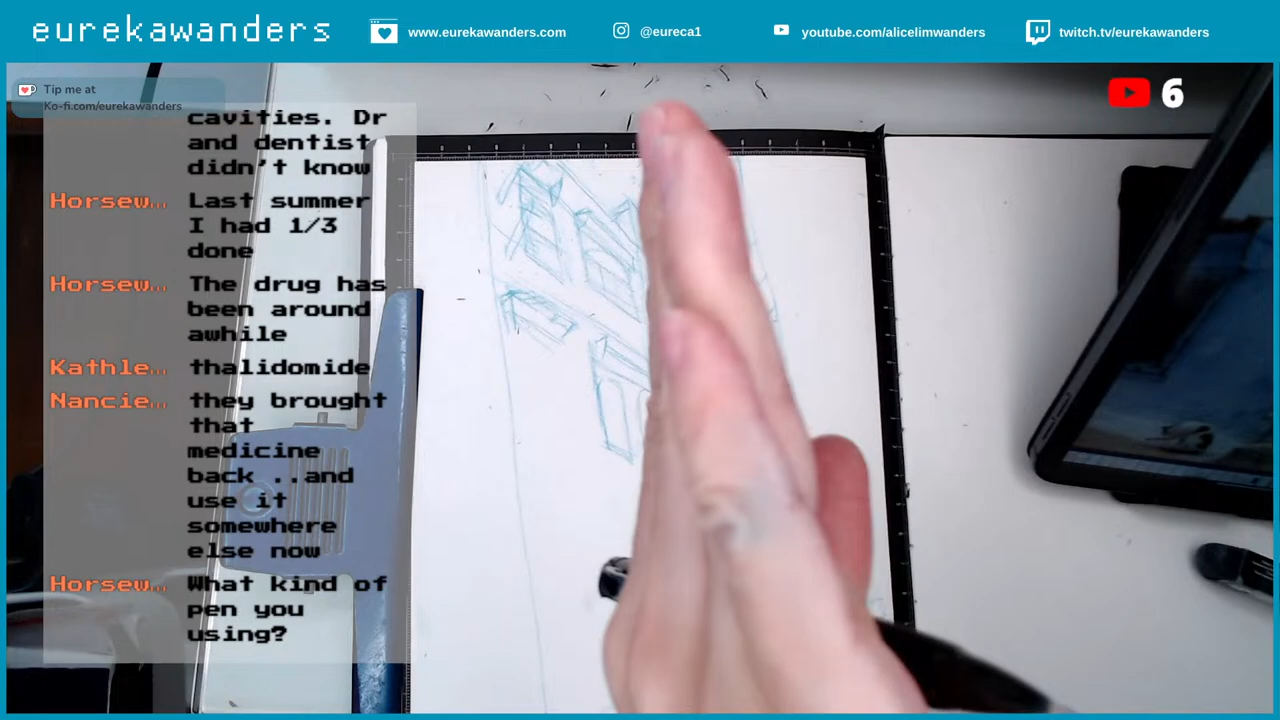 eurekawanders
www.eurekawanders.com
@eureca1
youtube.com/alicelimwanders
twitch.tv/eurekawanders
Tip me at
Ko-fi.com/eurekawanders
6
cavities. Dr
and dentist
didn't know
Horsew... Last summer
I had 1/3
done
Horsew... The drug has
been around
awhile
Kathle... thalidomide
Nancie... they brought
that
medicine
back ..and
use it
somewhere
else now
Horsew... What kind of
pen you
using?